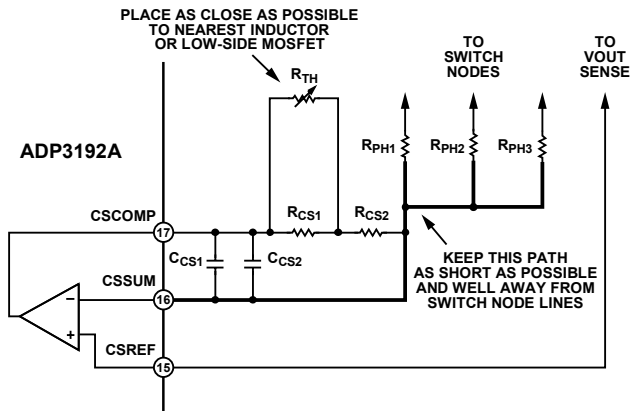 PLACE AS CLOSE AS POSSIBLE
TO NEAREST INDUCTOR
OR LOW-SIDE MOSFET
TO
SWITCH
NODES
TO
VOUT
SENSE
RTH
ADP3192A
RPH1
RPH2
RPH3
CSCOMP
17
RCS1
RCS2
CCS1
CCS2
KEEP THIS PATH
AS SHORT AS POSSIBLE
AND WELL AWAY FROM
SWITCH NODE LINES
CSSUM
16
−
+
CSREF
15